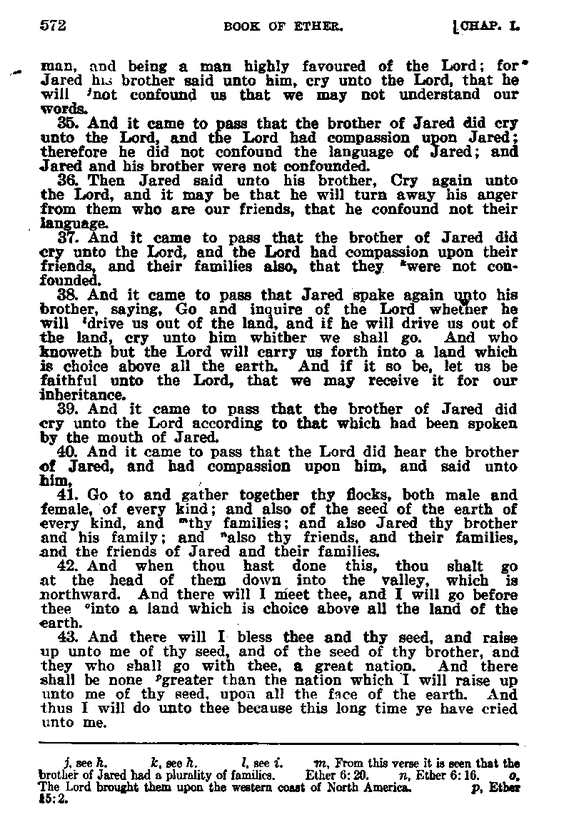 572 BOOK OF ETHER. [CHAP. I.
man, and being a man highly favoured of the Lord; for
Jared his brother said unto him, cry unto the Lord, that he
will ʲnot confound us that we may not understand our
words.
35. And it came to pass that the brother of Jared did cry
unto the Lord, and the Lord had compassion upon Jared;
therefore he did not confound the language of Jared; and
Jared and his brother were not confounded.
36. Then Jared said unto his brother, Cry again unto
the Lord, and it may be that he will turn away his anger
from them who are our friends, that he confound not their
language.
37. And it came to pass that the brother of Jared did
cry unto the Lord, and the Lord had compassion upon their
friends, and their families also, that they ᵏwere not con-
founded.
38. And it came to pass that Jared spake again unto his
brother, saying, Go and inquire of the Lord whether he
will ˡdrive us out of the land, and if he will drive us out of
the land, cry unto him whither we shall go. And who
knoweth but the Lord will carry us forth into a land which
is choice above all the earth. And if it so be, let us be
faithful unto the Lord, that we may receive it for our
inheritance.
39. And it came to pass that the brother of Jared did
cry unto the Lord according to that which had been spoken
by the mouth of Jared.
40. And it came to pass that the Lord did hear the brother
of Jared, and had compassion upon him, and said unto
him,
41. Go to and gather together thy flocks, both male and
female, of every kind; and also of the seed of the earth of
every kind, and ᵐthy families; and also Jared thy brother
and his family; and ⁿalso thy friends, and their families,
and the friends of Jared and their families.
42. And when thou hast done this, thou shalt go
at the head of them down into the valley, which is
northward. And there will I meet thee, and I will go before
thee ᵒinto a land which is choice above all the land of the
earth.
43. And there will I bless thee and thy seed, and raise
up unto me of thy seed, and of the seed of thy brother, and
they who shall go with thee, a great nation. And there
shall be none ᵖgreater than the nation which I will raise up
unto me of thy seed, upon all the face of the earth. And
thus I will do unto thee because this long time ye have cried
unto me.
j, see h. k, see h. l, see i. m, From this verse it is seen that the
brother of Jared had a plurality of families. Ether 6:20. n, Ether 6:16. o,
The Lord brought them upon the western coast of North America. p, Ether
15:2.